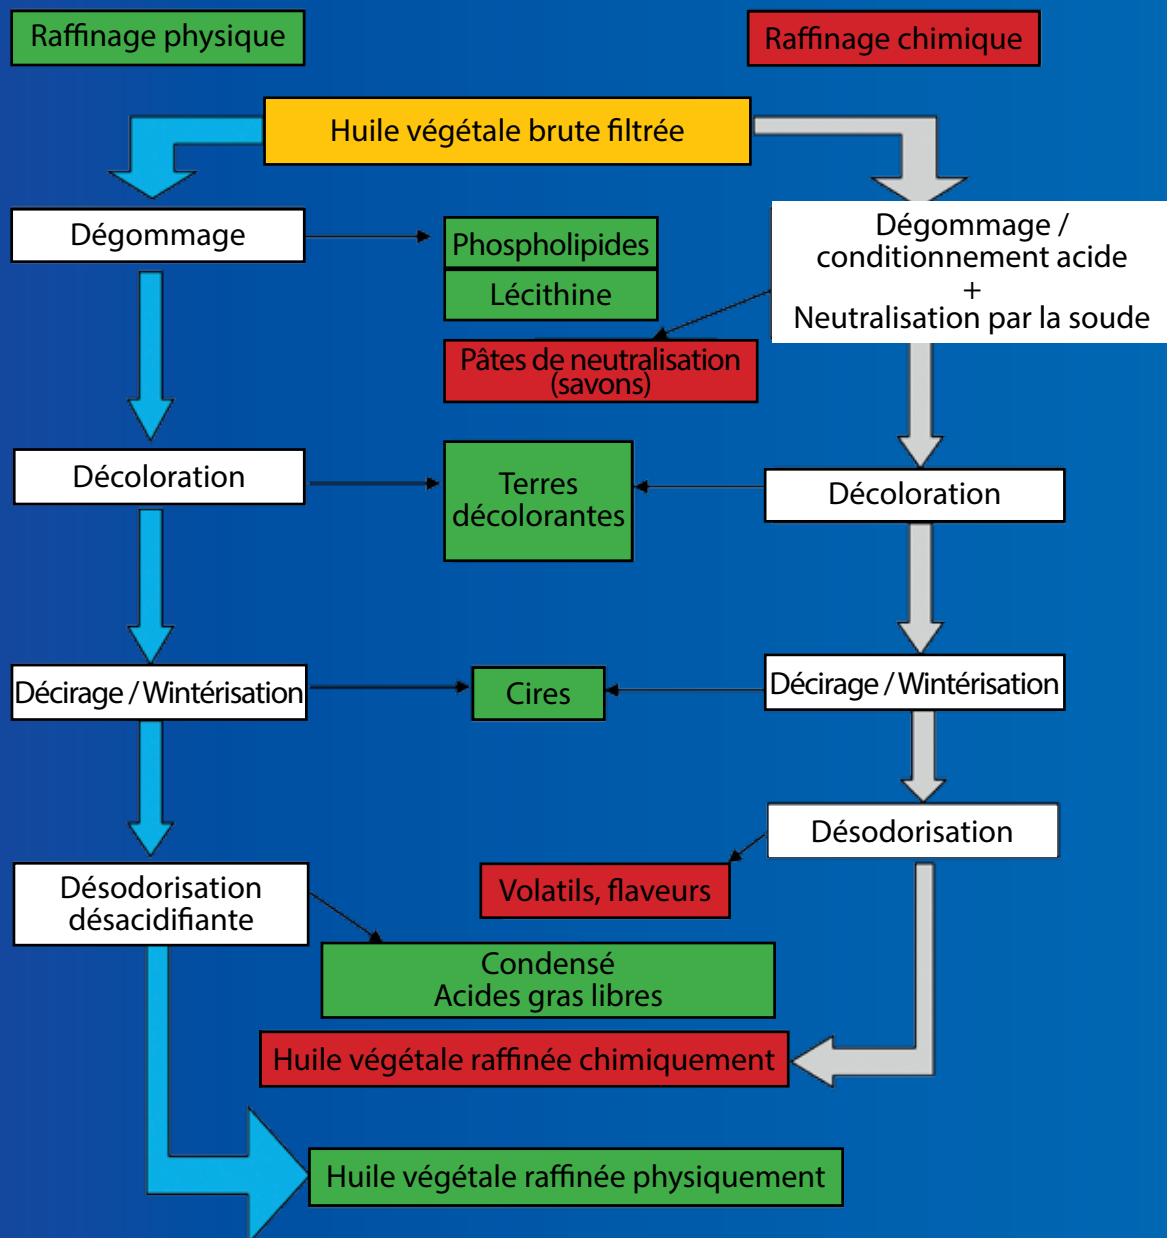 Raffinage physique
Raffinage chimique
Huile végétale brute filtrée
Dégommage
Phospholipides
Lécithine
Dégommage /
conditionnement acide
+
Neutralisation par la soude
Pâtes de neutralisation
(savons)
Décoloration
Terres
décolorantes
Décoloration
Décirage / Wintérisation
Cires
Décirage / Wintérisation
Désodorisation
Volatils, flaveurs
Désodorisation
désacidifiante
Condensé
Acides gras libres
Huile végétale raffinée chimiquement
Huile végétale raffinée physiquement